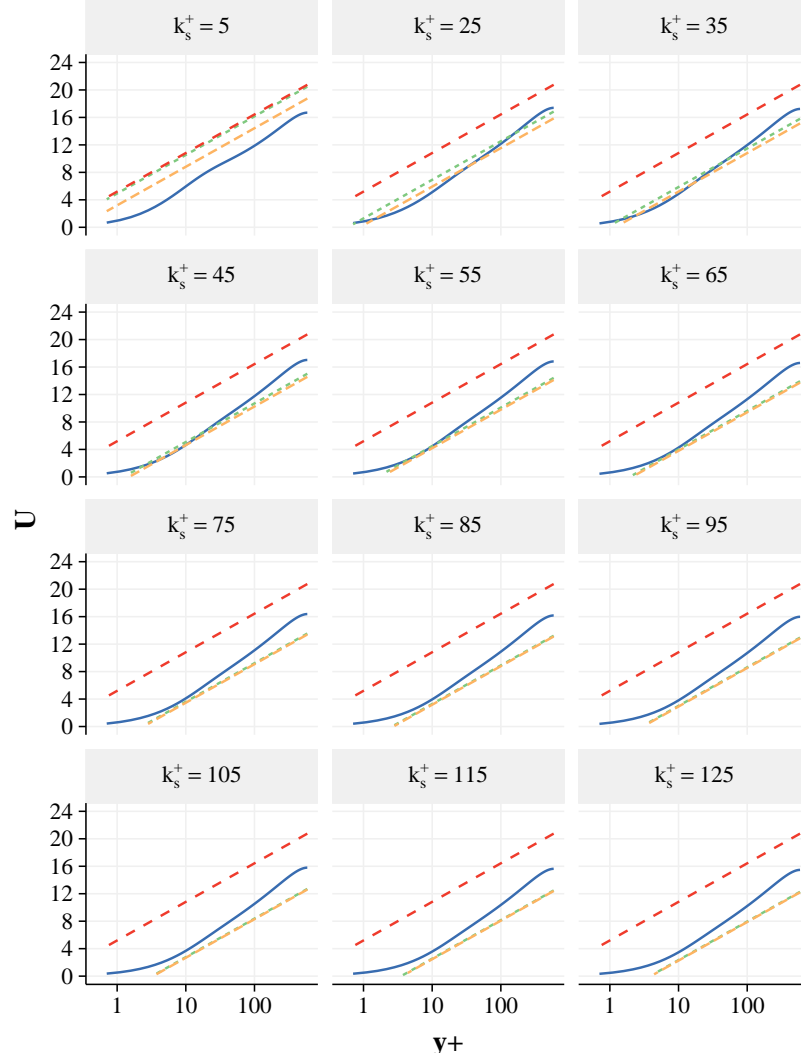 k_s^+ = 5
k_s^+ = 25
k_s^+ = 35
24
20
16
12
8
4
0
k_s^+ = 45
k_s^+ = 55
k_s^+ = 65
24
20
16
12
8
4
0
k_s^+ = 75
k_s^+ = 85
k_s^+ = 95
24
20
16
12
8
4
0
k_s^+ = 105
k_s^+ = 115
k_s^+ = 125
24
20
16
12
8
4
0
1 10 100
1 10 100
1 10 100
U
y+